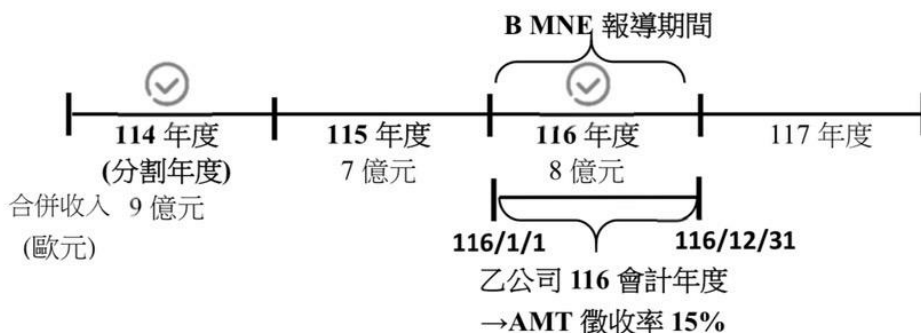 B MNE 報導期間
114 年度 115 年度 116 年度 117 年度
(分割年度) 7 億元 8 億元
合併收入 9 億元
(歐元)
116/1/1 116/12/31
乙公司 116 會計年度
→AMT 徵收率 15%